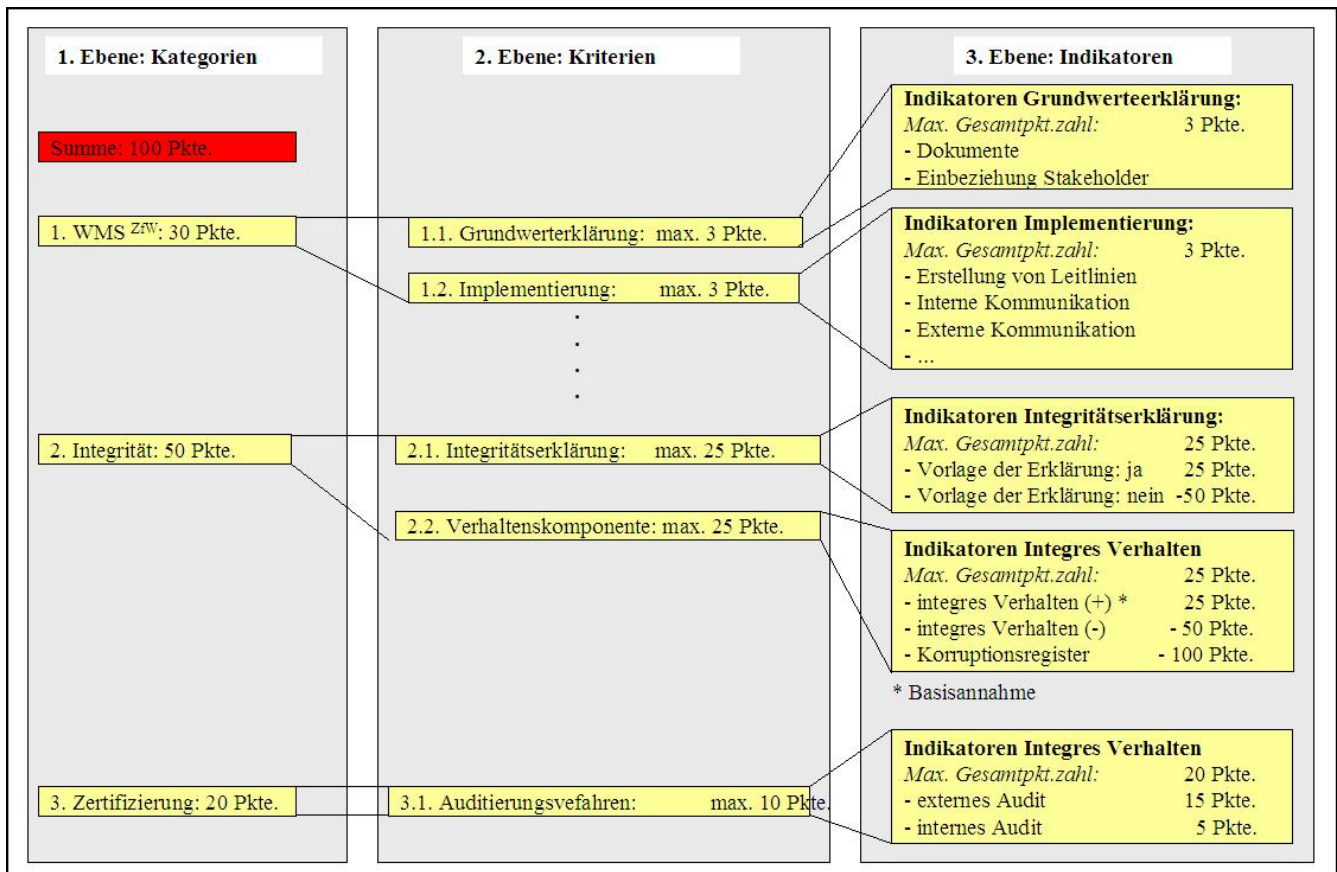 1. Ebene: Kategorien
Summe: 100 Pkte.
1. WMS ZfW: 30 Pkte.
2. Integrität: 50 Pkte.
3. Zertifizierung: 20 Pkte.
2. Ebene: Kriterien
1.1. Grundwerterklärung: max. 3 Pkte.
1.2. Implementierung: max. 3 Pkte.
.
.
.
.
2.1. Integritätserklärung: max. 25 Pkte.
2.2. Verhaltenskomponente: max. 25 Pkte.
3.1. Auditierungsvefahren: max. 10 Pkte.
3. Ebene: Indikatoren
Indikatoren Grundwerteerklärung:
Max. Gesamtpkt.zahl: 3 Pkte.
- Dokumente
- Einbeziehung Stakeholder
Indikatoren Implementierung:
Max. Gesamtpkt.zahl: 3 Pkte.
- Erstellung von Leitlinien
- Interne Kommunikation
- Externe Kommunikation
- ...
Indikatoren Integritätserklärung:
Max. Gesamtpkt.zahl: 25 Pkte.
- Vorlage der Erklärung: ja 25 Pkte.
- Vorlage der Erklärung: nein -50 Pkte.
Indikatoren Integres Verhalten
Max. Gesamtpkt.zahl: 25 Pkte.
- integres Verhalten (+) * 25 Pkte.
- integres Verhalten (-) - 50 Pkte.
- Korruptionsregister - 100 Pkte.
* Basisannahme
Indikatoren Integres Verhalten
Max. Gesamtpkt.zahl: 20 Pkte.
- externes Audit 15 Pkte.
- internes Audit 5 Pkte.